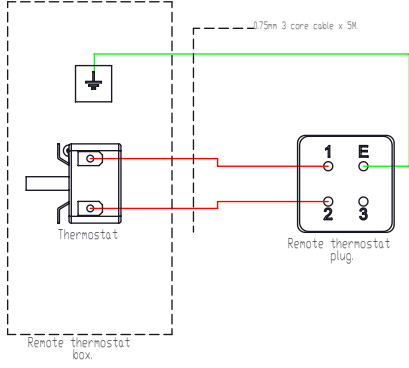 0.75mm 3 core cable x 5M.
1 E
2 3
Thermostat
Remote thermostat
plug.
Remote thermostat
box.